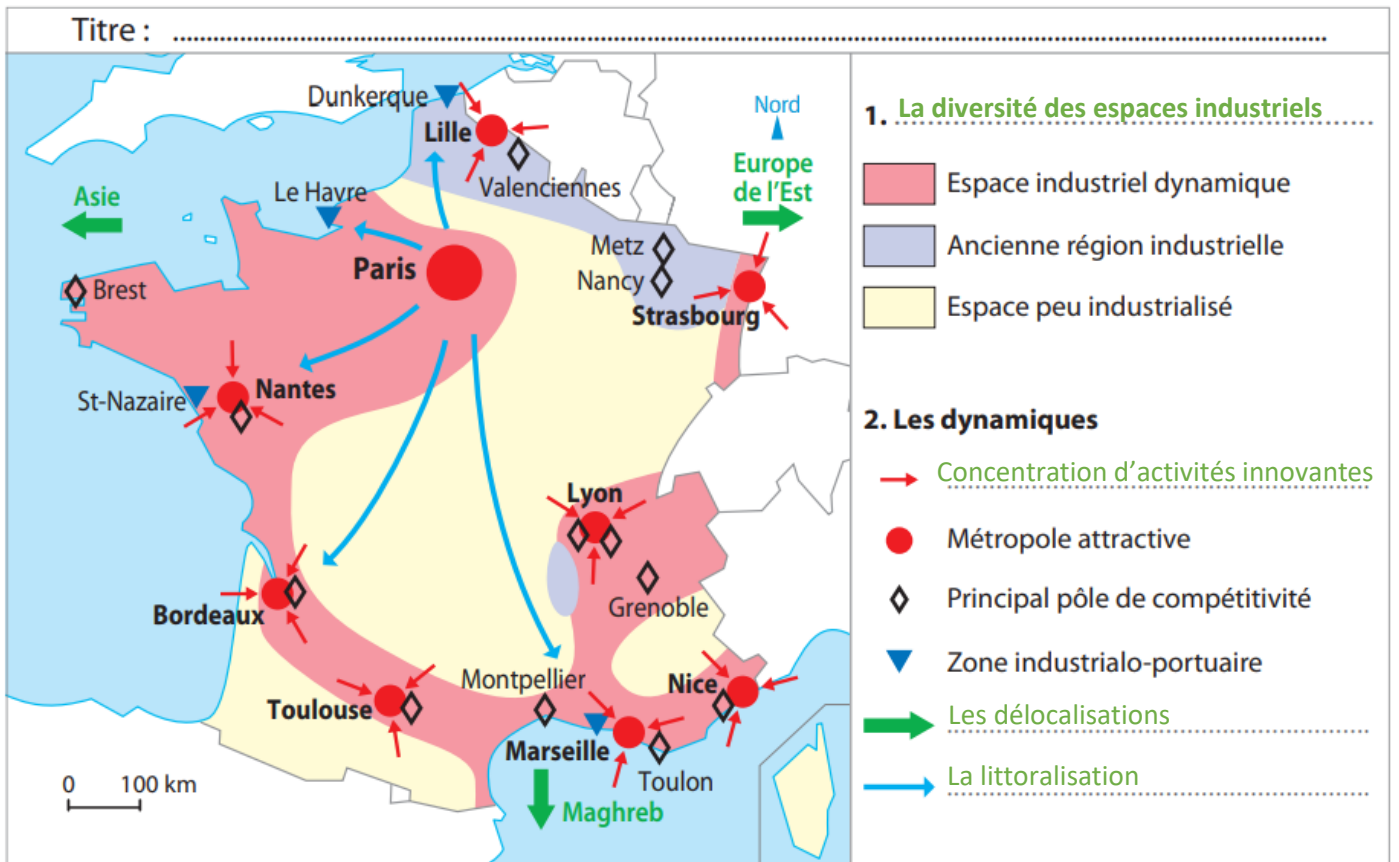 Titre : ........................................................................................................................
Dunkerque
Lille
Valenciennes
Nord
Europe
de l'Est
Asie
Le Havre
Metz
Nancy
Paris
Strasbourg
Brest
St-Nazaire
Nantes
Lyon
Grenoble
Bordeaux
Montpellier
Nice
Toulouse
Marseille
Toulon
Maghreb
0 100 km
1. La diversité des espaces industriels
Espace industriel dynamique
Ancienne région industrielle
Espace peu industrialisé
2. Les dynamiques
Concentration d'activités innovantes
Métropole attractive
Principal pôle de compétitivité
Zone industrialo-portuaire
Les délocalisations
La littoralisation